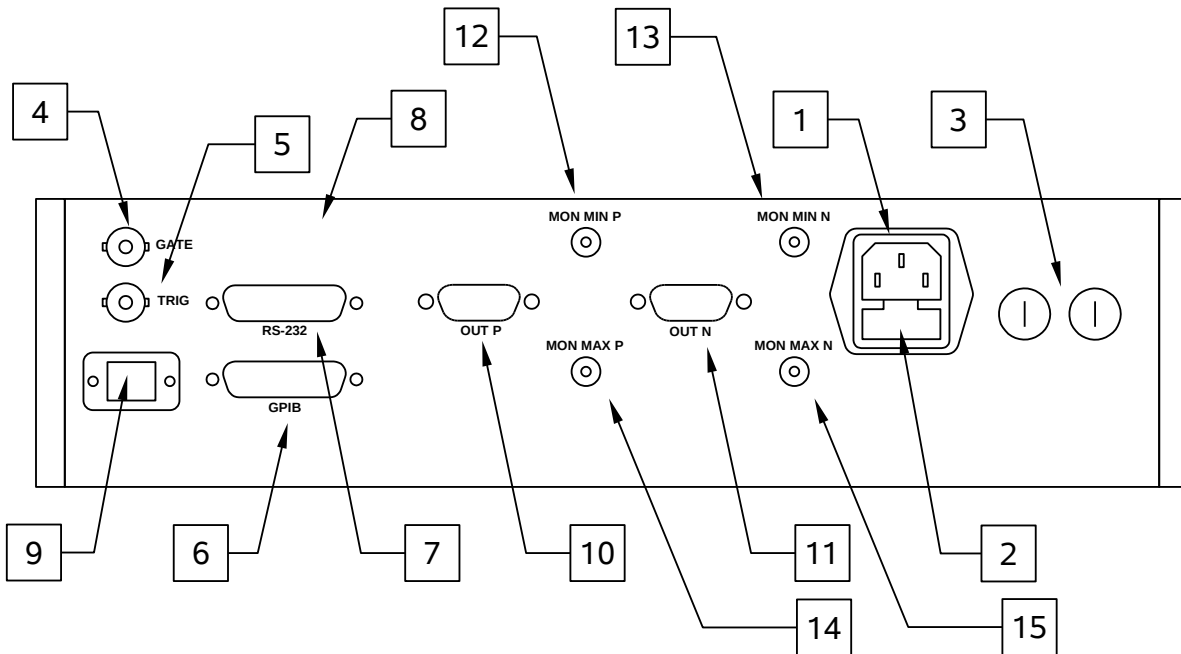 12
13
4
5
8
1
3
MON MIN P
MON MIN N
GATE
TRIG
RS-232
OUT P
OUT N
MON MAX P
MON MAX N
GPIB
9
6
7
10
11
2
14
15